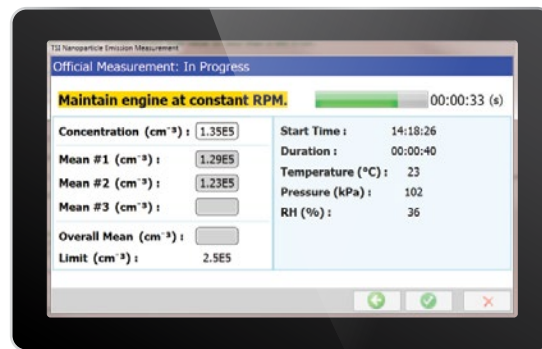 TSI Nanoparticle Emission Measurement
Official Measurement: In Progress
Maintain engine at constant RPM. 00:00:33 (s)
Concentration (cm⁻³) : 1.35E5
Mean #1 (cm⁻³) : 1.29E5
Mean #2 (cm⁻³) : 1.23E5
Mean #3 (cm⁻³) :
Overall Mean (cm⁻³) :
Limit (cm⁻³) : 2.5E5
Start Time : 14:18:26
Duration : 00:00:40
Temperature (°C) : 23
Pressure (kPa) : 102
RH (%) : 36